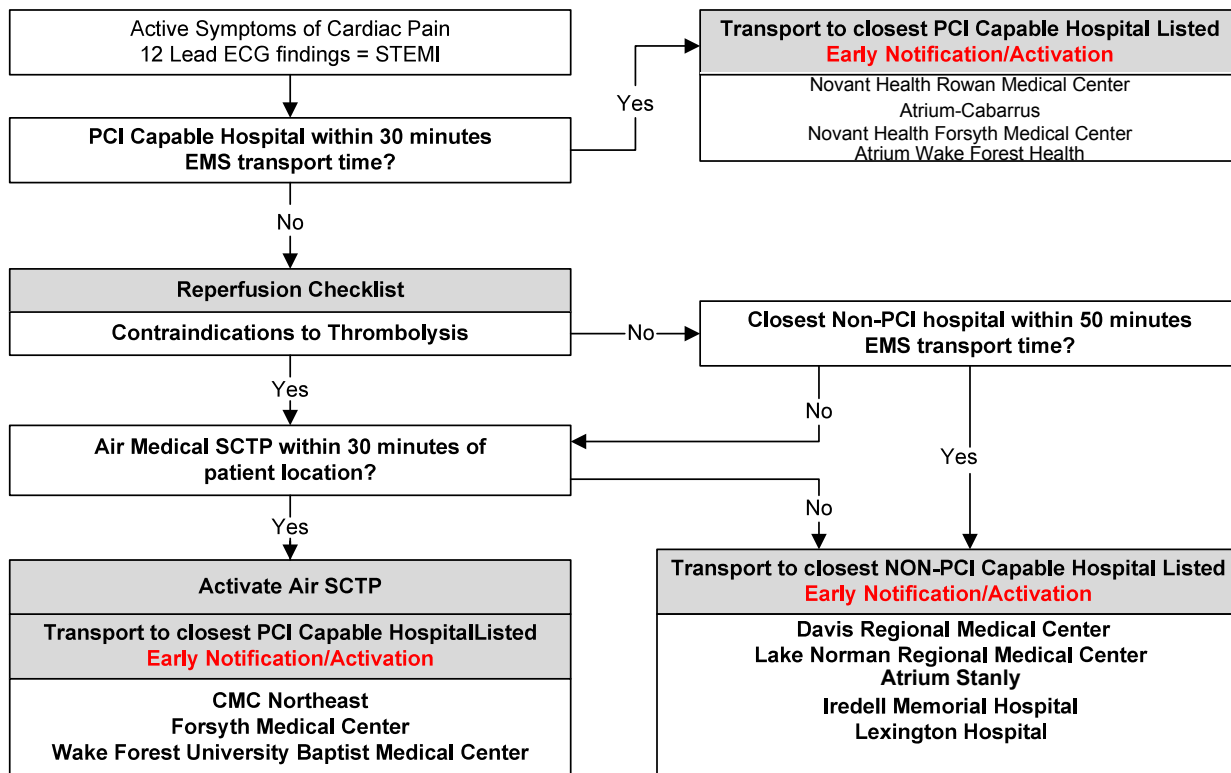 Active Symptoms of Cardiac Pain
12 Lead ECG findings = STEMI
Transport to closest PCI Capable Hospital Listed
Early Notification/Activation
Novant Health Rowan Medical Center
Atrium-Cabarrus
Novant Health Forsyth Medical Center
Atrium Wake Forest Health
Yes
PCI Capable Hospital within 30 minutes
EMS transport time?
No
Reperfusion Checklist
Contraindications to Thrombolysis
No
Closest Non-PCI hospital within 50 minutes
EMS transport time?
Yes
No
Yes
Air Medical SCTP within 30 minutes of
patient location?
No
Yes
Activate Air SCTP
Transport to closest PCI Capable HospitalListed
Early Notification/Activation
CMC Northeast
Forsyth Medical Center
Wake Forest University Baptist Medical Center
Transport to closest NON-PCI Capable Hospital Listed
Early Notification/Activation
Davis Regional Medical Center
Lake Norman Regional Medical Center
Atrium Stanly
Iredell Memorial Hospital
Lexington Hospital